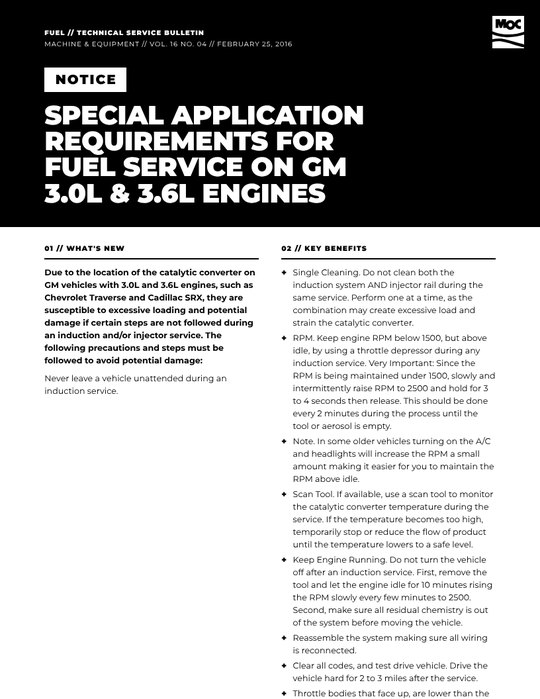 FUEL // TECHNICAL SERVICE BULLETIN
MACHINE & EQUIPMENT // VOL. 16 NO. 04 // FEBRUARY 25, 2016
MOC
NOTICE
SPECIAL APPLICATION
REQUIREMENTS FOR
FUEL SERVICE ON GM
3.0L & 3.6L ENGINES
01 // WHAT'S NEW
Due to the location of the catalytic converter on
GM vehicles with 3.0L and 3.6L engines, such as
Chevrolet Traverse and Cadillac SRX, they are
susceptible to excessive loading and potential
damage if certain steps are not followed during
an induction and/or injector service. The
following precautions and steps must be
followed to avoid potential damage:
Never leave a vehicle unattended during an
induction service.
02 // KEY BENEFITS
✦ Single Cleaning. Do not clean both the
induction system AND injector rail during the
same service. Perform one at a time, as the
combination may create excessive load and
strain the catalytic converter.
✦ RPM. Keep engine RPM below 1500, but above
idle, by using a throttle depressor during any
induction service. Very Important: Since the
RPM is being maintained under 1500, slowly and
intermittently raise RPM to 2500 and hold for 3
to 4 seconds then release. This should be done
every 2 minutes during the process until the
tool or aerosol is empty.
✦ Note. In some older vehicles turning on the A/C
and headlights will increase the RPM a small
amount making it easier for you to maintain the
RPM above idle.
✦ Scan Tool. If available, use a scan tool to monitor
the catalytic converter temperature during the
service. If the temperature becomes too high,
temporarily stop or reduce the flow of product
until the temperature lowers to a safe level.
✦ Keep Engine Running. Do not turn the vehicle
off after an induction service. First, remove the
tool and let the engine idle for 10 minutes rising
the RPM slowly every few minutes to 2500.
Second, make sure all residual chemistry is out
of the system before moving the vehicle.
✦ Reassemble the system making sure all wiring
is reconnected.
✦ Clear all codes, and test drive vehicle. Drive the
vehicle hard for 2 to 3 miles after the service.
✦ Throttle bodies that face up, are lower than the